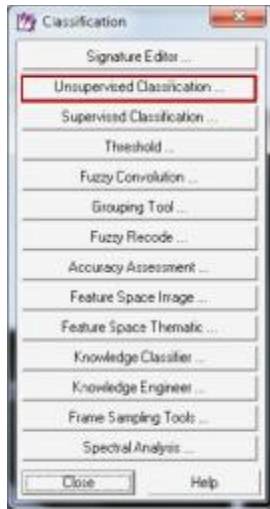 Classification
Signature Editor ...
Unsupervised Classification ...
Supervised Classification ...
Threshold ...
Fuzzy Convolution ...
Grouping Tool ...
Fuzzy Recode ...
Accuracy Assessment ...
Feature Space Image ...
Feature Space Thematic ...
Knowledge Classifier ...
Knowledge Engineer ...
Frame Sampling Tools ...
Spectral Analysis ...
Close Help